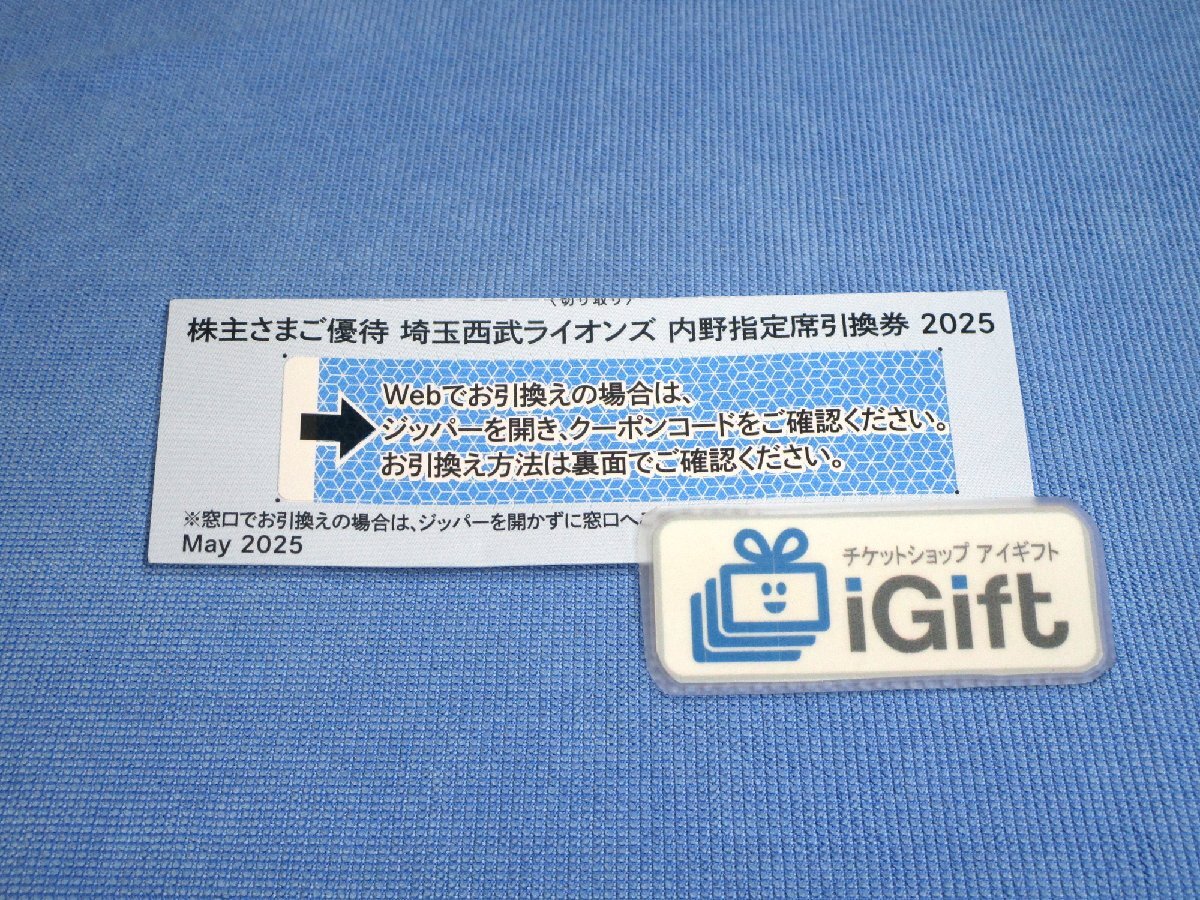 〈切り取り〉
株主さまご優待 埼玉西武ライオンズ 内野指定席引換券 2025
Webでお引換えの場合は、
ジッパーを開き、クーポンコードをご確認ください。
お引換え方法は裏面でご確認ください。
※窓口でお引換えの場合は、ジッパーを開かずに窓口へ
May 2025
チケットショップ アイギフト
iGift